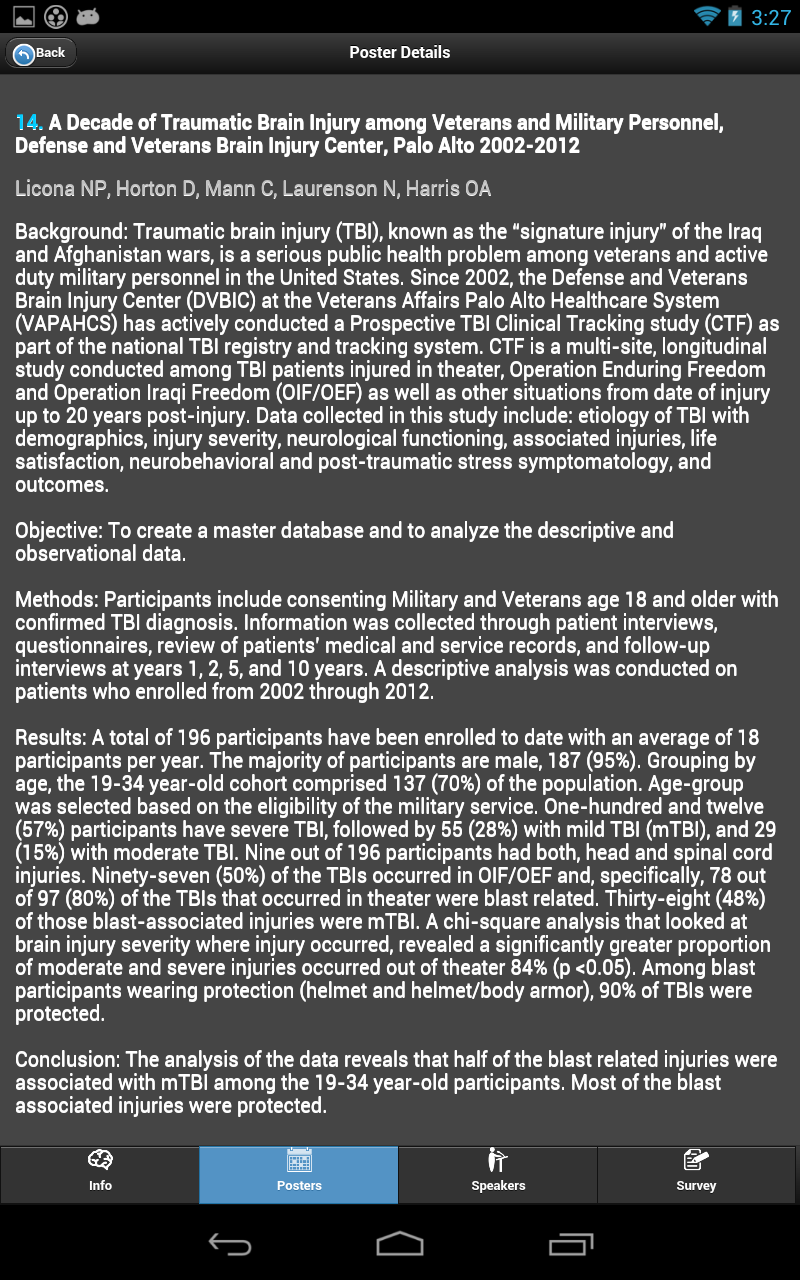 3:27
Back
Poster Details
14. A Decade of Traumatic Brain Injury among Veterans and Military Personnel,
Defense and Veterans Brain Injury Center, Palo Alto 2002-2012
Licona NP, Horton D, Mann C, Laurenson N, Harris OA
Background: Traumatic brain injury (TBI), known as the “signature injury” of the Iraq
and Afghanistan wars, is a serious public health problem among veterans and active
duty military personnel in the United States. Since 2002, the Defense and Veterans
Brain Injury Center (DVBIC) at the Veterans Affairs Palo Alto Healthcare System
(VAPAHCS) has actively conducted a Prospective TBI Clinical Tracking study (CTF) as
part of the national TBI registry and tracking system. CTF is a multi-site, longitudinal
study conducted among TBI patients injured in theater, Operation Enduring Freedom
and Operation Iraqi Freedom (OIF/OEF) as well as other situations from date of injury
up to 20 years post-injury. Data collected in this study include: etiology of TBI with
demographics, injury severity, neurological functioning, associated injuries, life
satisfaction, neurobehavioral and post-traumatic stress symptomatology, and
outcomes.
Objective: To create a master database and to analyze the descriptive and
observational data.
Methods: Participants include consenting Military and Veterans age 18 and older with
confirmed TBI diagnosis. Information was collected through patient interviews,
questionnaires, review of patients’ medical and service records, and follow-up
interviews at years 1, 2, 5, and 10 years. A descriptive analysis was conducted on
patients who enrolled from 2002 through 2012.
Results: A total of 196 participants have been enrolled to date with an average of 18
participants per year. The majority of participants are male, 187 (95%). Grouping by
age, the 19-34 year-old cohort comprised 137 (70%) of the population. Age-group
was selected based on the eligibility of the military service. One-hundred and twelve
(57%) participants have severe TBI, followed by 55 (28%) with mild TBI (mTBI), and 29
(15%) with moderate TBI. Nine out of 196 participants had both, head and spinal cord
injuries. Ninety-seven (50%) of the TBIs occurred in OIF/OEF and, specifically, 78 out
of 97 (80%) of the TBIs that occurred in theater were blast related. Thirty-eight (48%)
of those blast-associated injuries were mTBI. A chi-square analysis that looked at
brain injury severity where injury occurred, revealed a significantly greater proportion
of moderate and severe injuries occurred out of theater 84% (p <0.05). Among blast
participants wearing protection (helmet and helmet/body armor), 90% of TBIs were
protected.
Conclusion: The analysis of the data reveals that half of the blast related injuries were
associated with mTBI among the 19-34 year-old participants. Most of the blast
associated injuries were protected.
Info
Posters
Speakers
Survey